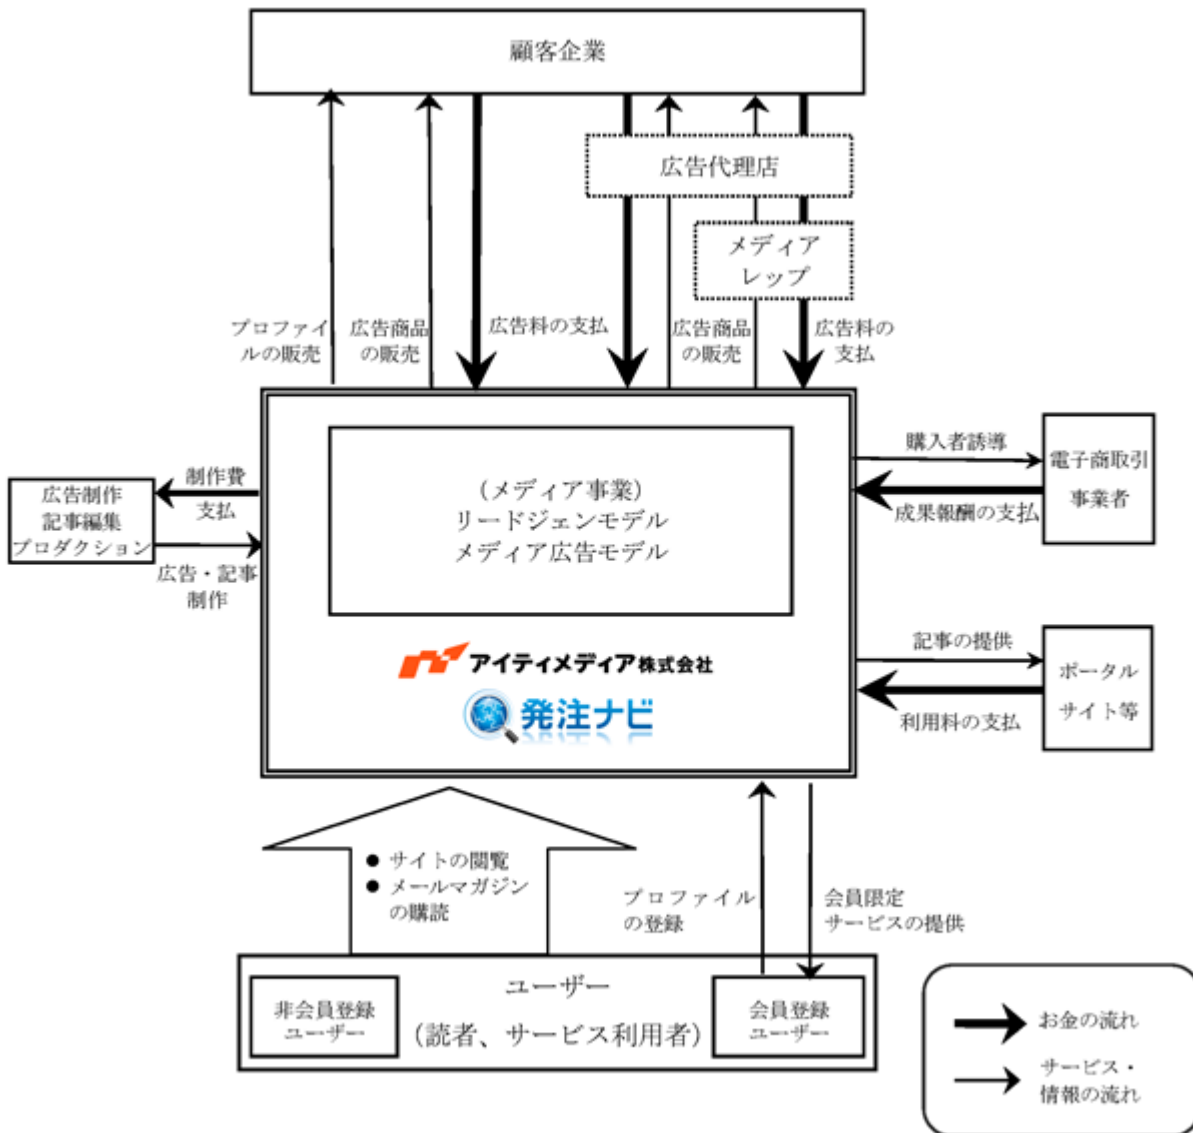 顧客企業
広告代理店
メディア
レップ
プロファイ
ルの販売
広告商品
の販売
広告料の支払
広告商品
の販売
広告料の
支払
(メディア事業)
リードジェンモデル
メディア広告モデル
アイティメディア株式会社
発注ナビ
制作費
支払
広告制作
記事編集
プロダクション
広告・記事
制作
購入者誘導
成果報酬の支払
電子商取引
事業者
記事の提供
利用料の支払
ポータル
サイト等
● サイトの閲覧
● メールマガジン
の購読
プロファイル
の登録
会員限定
サービスの提供
非会員登録
ユーザー
ユーザー
(読者、サービス利用者)
会員登録
ユーザー
お金の流れ
サービス・
情報の流れ